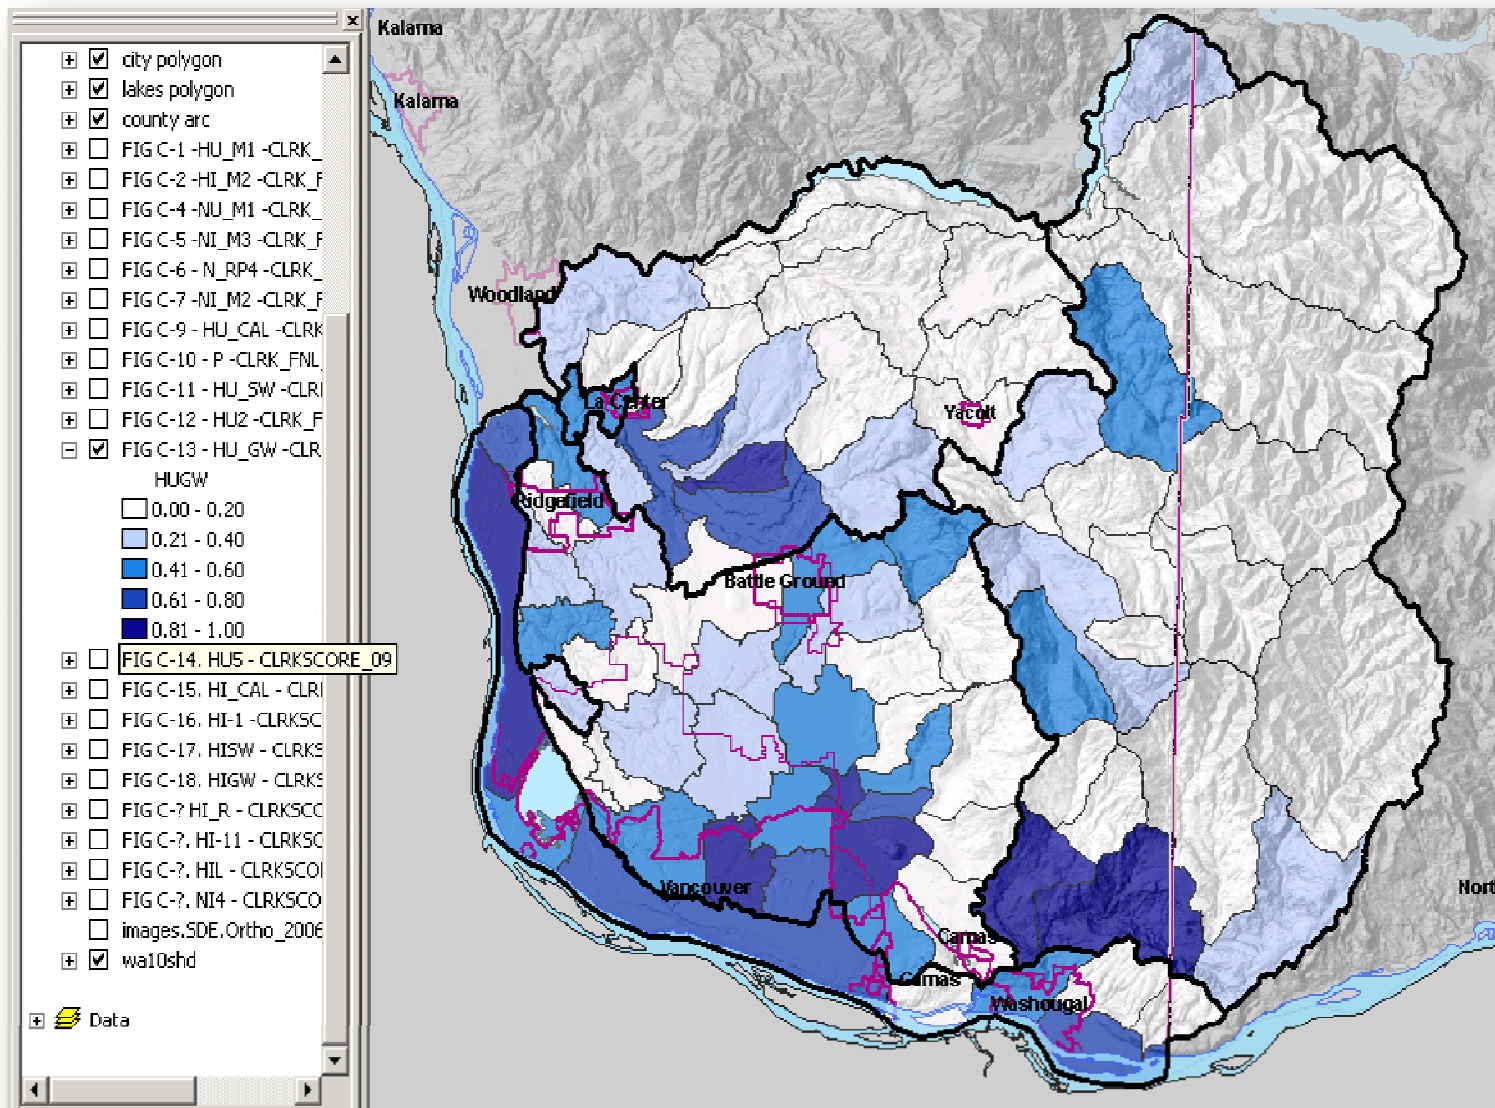 city polygon
lakes polygon
county arc
FIG C-1 -HU_M1 -CLRK_
FIG C-2 -HI_M2 -CLRK_F
FIG C-4 -NU_M1 -CLRK_
FIG C-5 -NI_M3 -CLRK_F
FIG C-6 - N_RP4 -CLRK_
FIG C-7 -NI_M2 -CLRK_F
FIG C-9 - HU_CAL -CLRK
FIG C-10 - P -CLRK_FNL_
FIG C-11 - HU_SW -CLRI
FIG C-12 - HU2 -CLRK_F
FIG C-13 - HU_GW -CLR
HUGW
0.00 - 0.20
0.21 - 0.40
0.41 - 0.60
0.61 - 0.80
0.81 - 1.00
FIG C-14. HU5 - CLRKSCORE_09
FIG C-15. HI_CAL - CLRI
FIG C-16. HI-1 -CLRKSC
FIG C-17. HISW - CLRKS
FIG C-18. HIGW - CLRKS
FIG C-? HI_R - CLRKSCC
FIG C-?. HI-11 - CLRKSC
FIG C-?. HIL - CLRKSCOI
FIG C-?. NI4 - CLRKSCO
images.SDE.Ortho_2006
wa10shd
Data
Kalama
Kalama
Woodland
La Center
Yacolt
Ridgefield
Battle Ground
Vancouver
Nort
Camas
Camas
Washougal